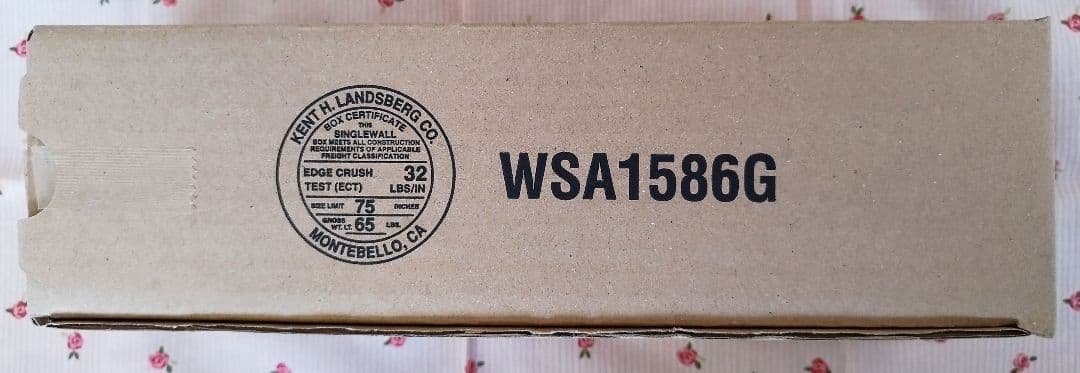 KENT H. LANDSBERG CO.
BOX CERTIFICATE
THIS
SINGLEWALL
BOX MEETS ALL CONSTRUCTION
REQUIREMENTS OF APPLICABLE
FREIGHT CLASSIFICATION
EDGE CRUSH 32
TEST (ECT) LBS/IN
SIZE LIMIT 75 INCHES
GROSS
WT. LT. 65 LBS.
MONTEBELLO, CA
WSA1586G